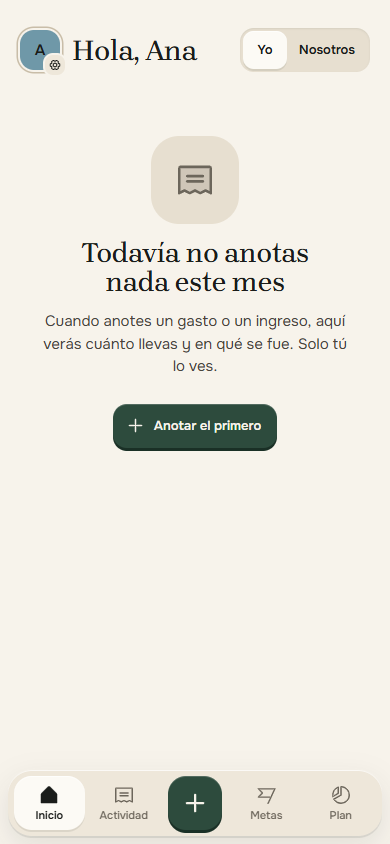 A
Hola, Ana
Yo
Nosotros
Todavía no anotas
nada este mes
Cuando anotes un gasto o un ingreso, aquí
verás cuánto llevas y en qué se fue. Solo tú
lo ves.
Anotar el primero
Inicio
Actividad
Metas
Plan